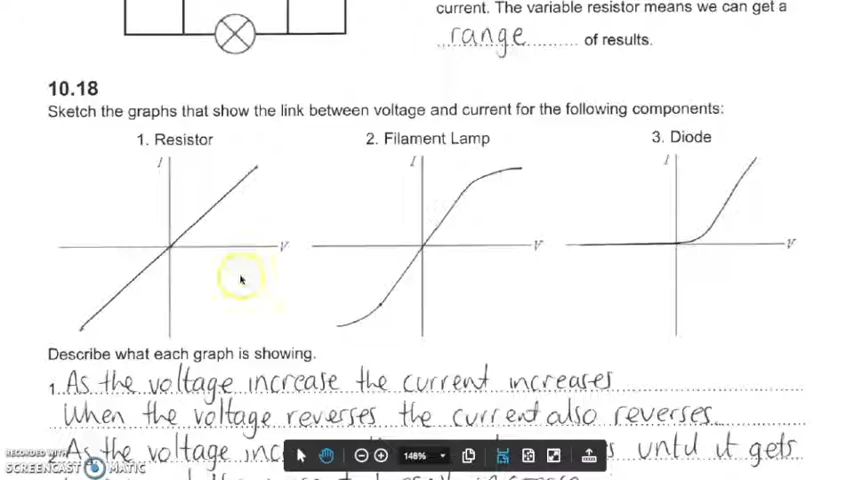 current. The variable resistor means we can get a
range of results.
10.18
Sketch the graphs that show the link between voltage and current for the following components:
1. Resistor 2. Filament Lamp 3. Diode
I I I
V V V
Describe what each graph is showing.
1. As the voltage increase the current increases
When the voltage reverses the current also reverses.
2. As the voltage inc until it gets
148%
RECORDED WITH
SCREENCAST MATIC